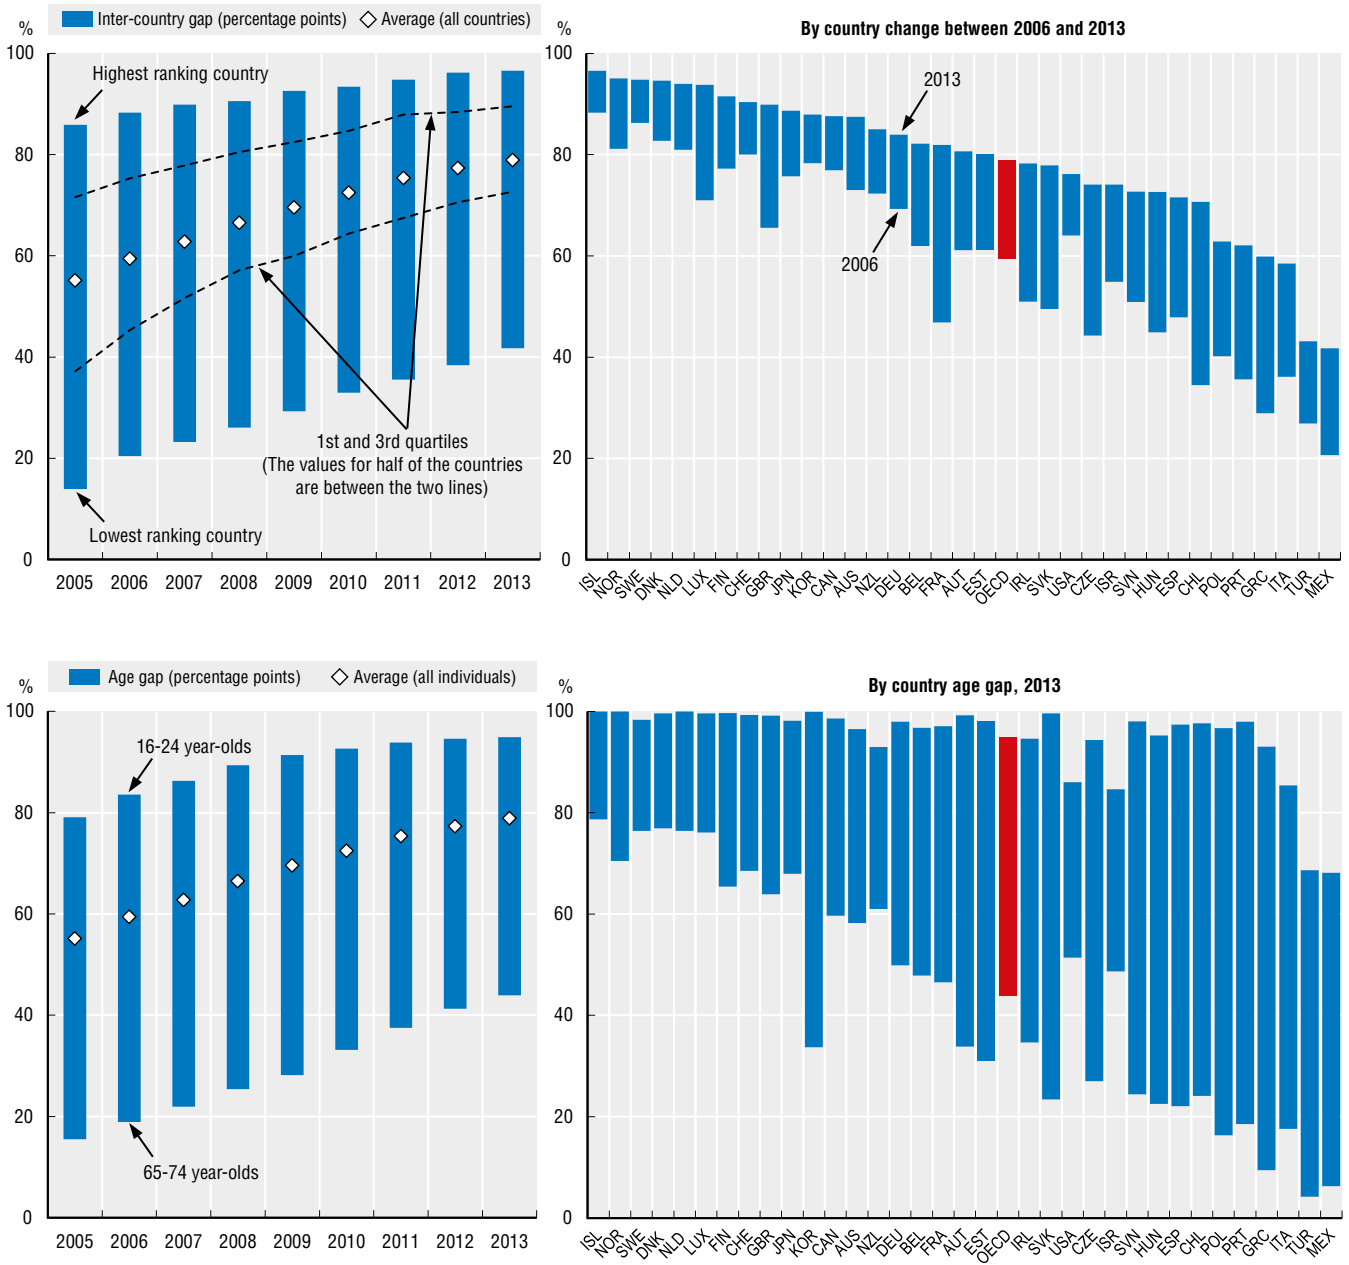 %
Inter-country gap (percentage points)
Average (all countries)
100
80
60
40
20
0
Highest ranking country
1st and 3rd quartiles
(The values for half of the countries
are between the two lines)
Lowest ranking country
2005 2006 2007 2008 2009 2010 2011 2012 2013
%
By country change between 2006 and 2013
100
80
60
40
20
0
2013
2006
ISL NOR SWE DNK NLD LUX FIN CHE GBR JPN KOR CAN AUS NZL DEU BEL FRA AUT EST OECD IRL SVK USA CZE ISR SVN HUN ESP CHL POL PRT GRC ITA TUR MEX
%
Age gap (percentage points)
Average (all individuals)
100
80
60
40
20
0
16-24 year-olds
65-74 year-olds
2005 2006 2007 2008 2009 2010 2011 2012 2013
%
By country age gap, 2013
100
80
60
40
20
0
ISL NOR SWE DNK NLD LUX FIN CHE GBR JPN KOR CAN AUS NZL DEU BEL FRA AUT EST OECD IRL SVK USA CZE ISR SVN HUN ESP CHL POL PRT GRC ITA TUR MEX